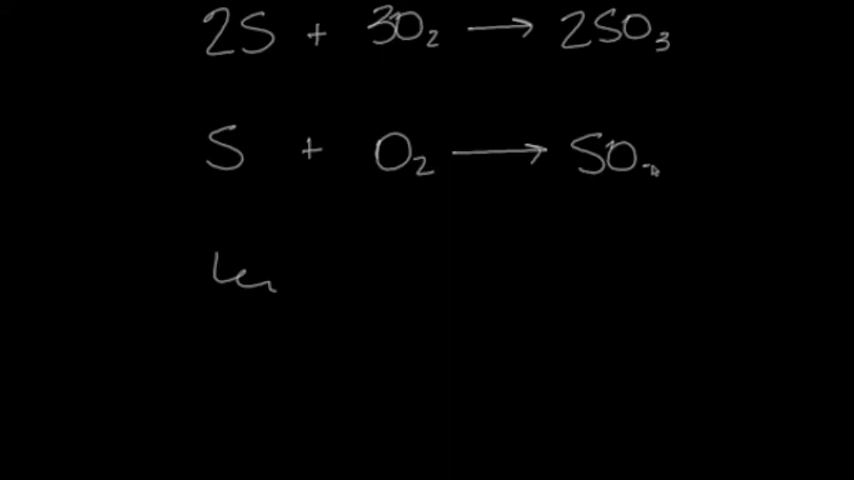 2S + 3O₂ → 2SO₃
S + O₂ → SO